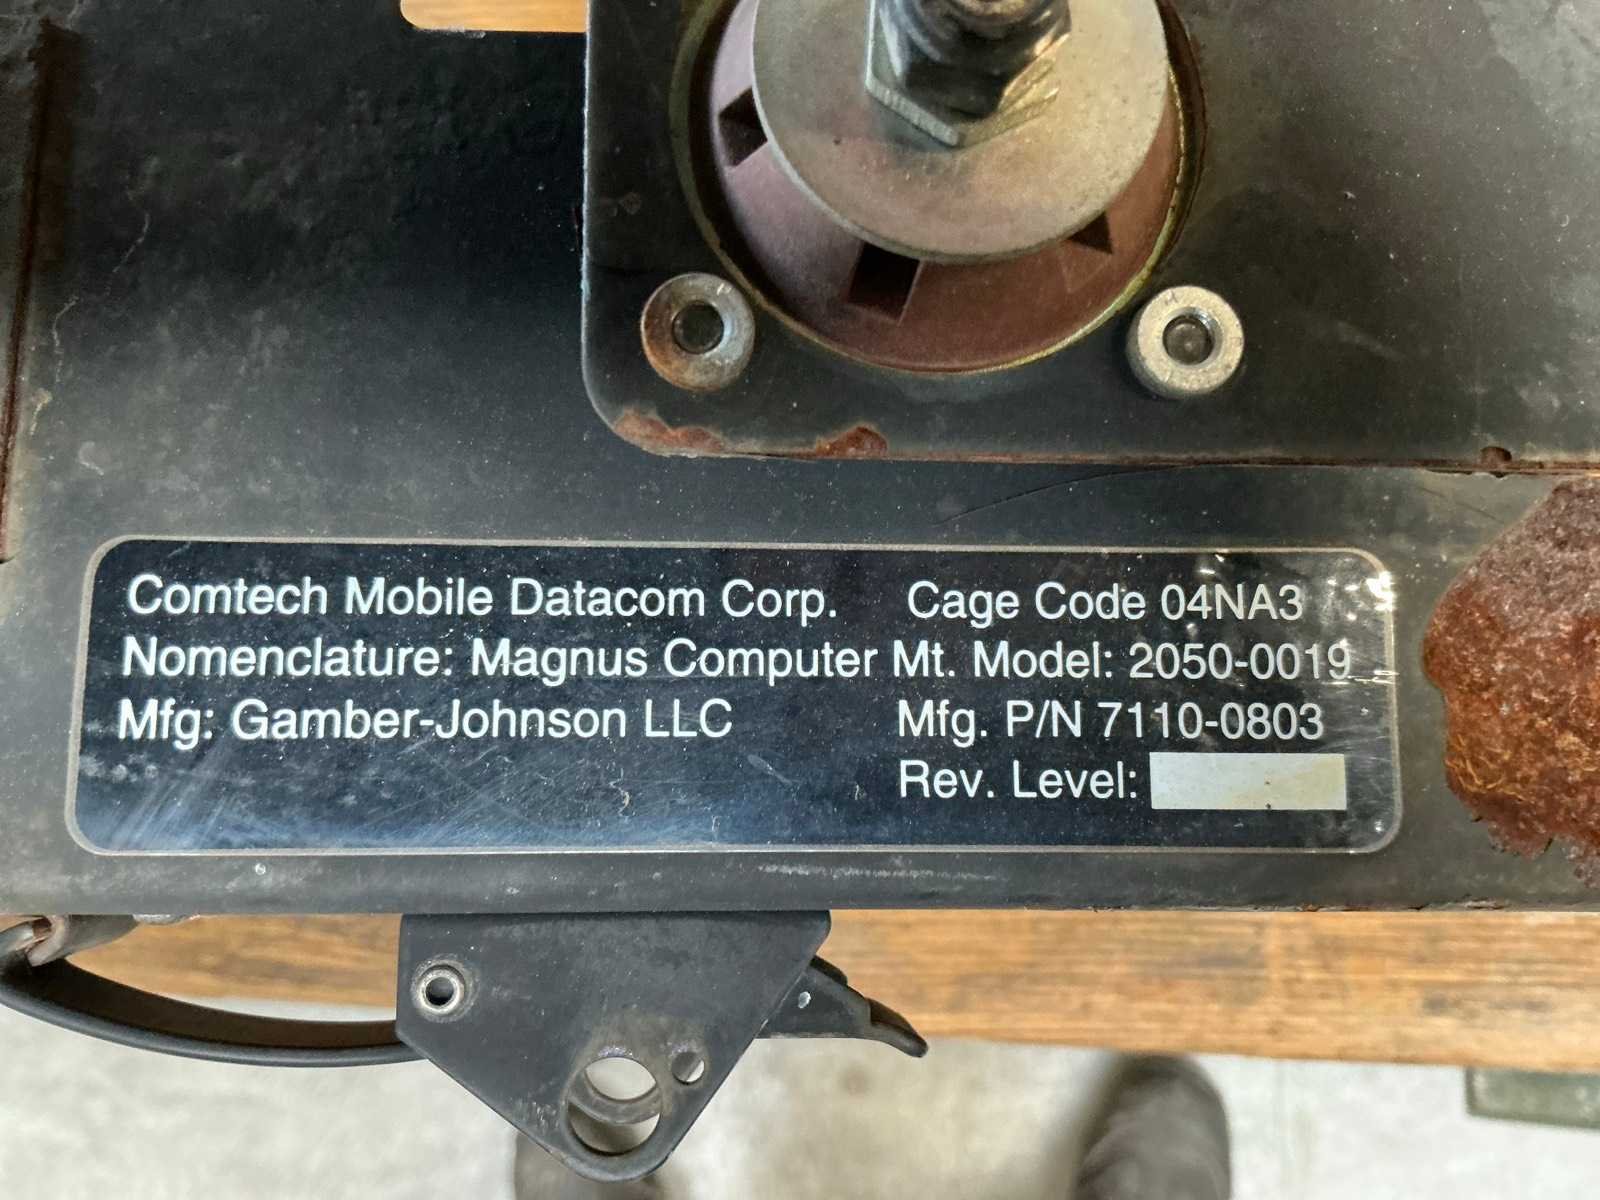 Comtech Mobile Datacom Corp. Cage Code 04NA3
Nomenclature: Magnus Computer Mt. Model: 2050-0019
Mfg: Gamber-Johnson LLC Mfg. P/N 7110-0803
Rev. Level: